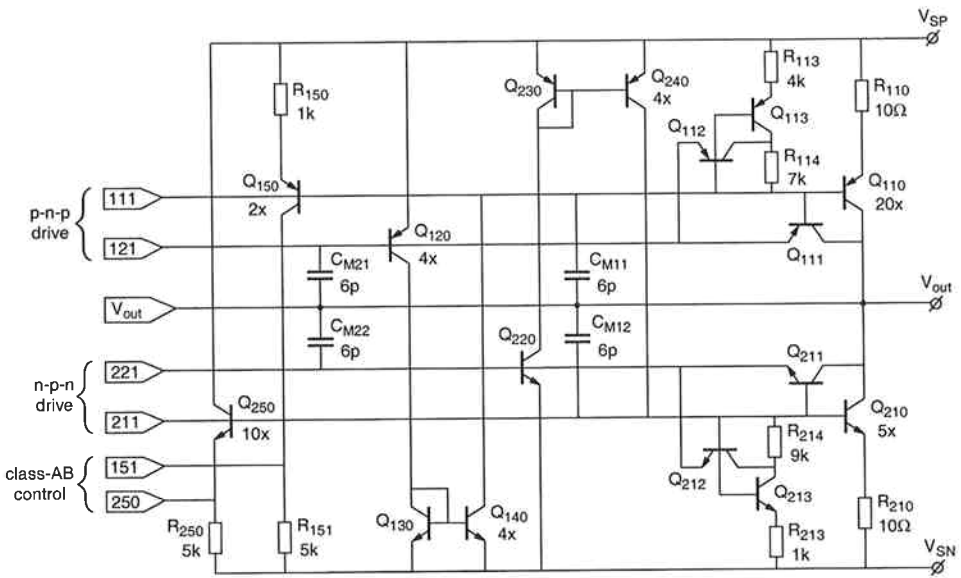 V_SP
R_113
4k
R_110
10Ω
Q_230
Q_240
4x
R_150
1k
Q_113
Q_112
R_114
7k
Q_150
2x
Q_110
20x
p-n-p
drive
111
121
Q_120
4x
Q_111
C_M21
6p
C_M11
6p
V_out
V_out
C_M22
6p
C_M12
6p
Q_220
Q_211
n-p-n
drive
221
211
Q_250
10x
Q_210
5x
R_214
9k
class-AB
control
151
250
Q_212
Q_213
R_250
5k
R_151
5k
Q_130
Q_140
4x
R_213
1k
R_210
10Ω
V_SN